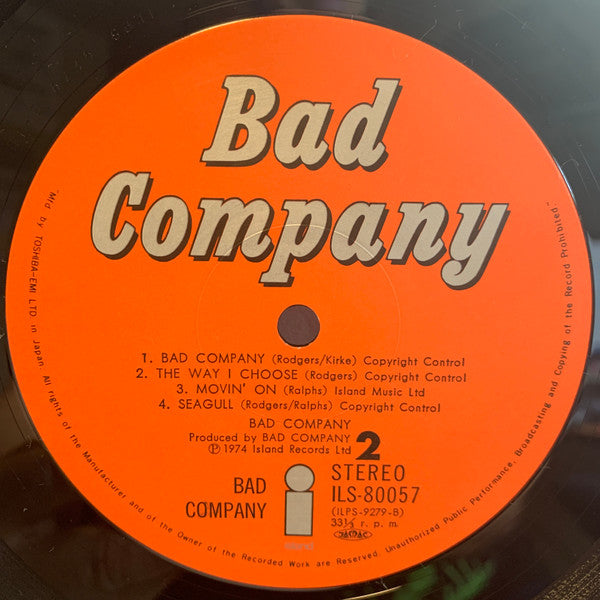 Bad
Company
1. BAD COMPANY (Rodgers/Kirke) Copyright Control
2. THE WAY I CHOOSE (Rodgers) Copyright Control
3. MOVIN' ON (Ralphs) Island Music Ltd
4. SEAGULL (Rodgers/Ralphs) Copyright Control
BAD COMPANY
Produced by BAD COMPANY
Ⓟ 1974 Island Records Ltd
2
BAD
COMPANY
i
STEREO
ILS-80057
(ILPS-9279-B)
33⅓ r. p. m.
JASRAC
"Mfd by TOSHIBA-EMI LTD. in Japan. All rights of the Manufacturer and of the Owner of the Recorded Work are Reserved. Unauthorized Public Performance, Broadcasting and Copying of the Record Prohibited."